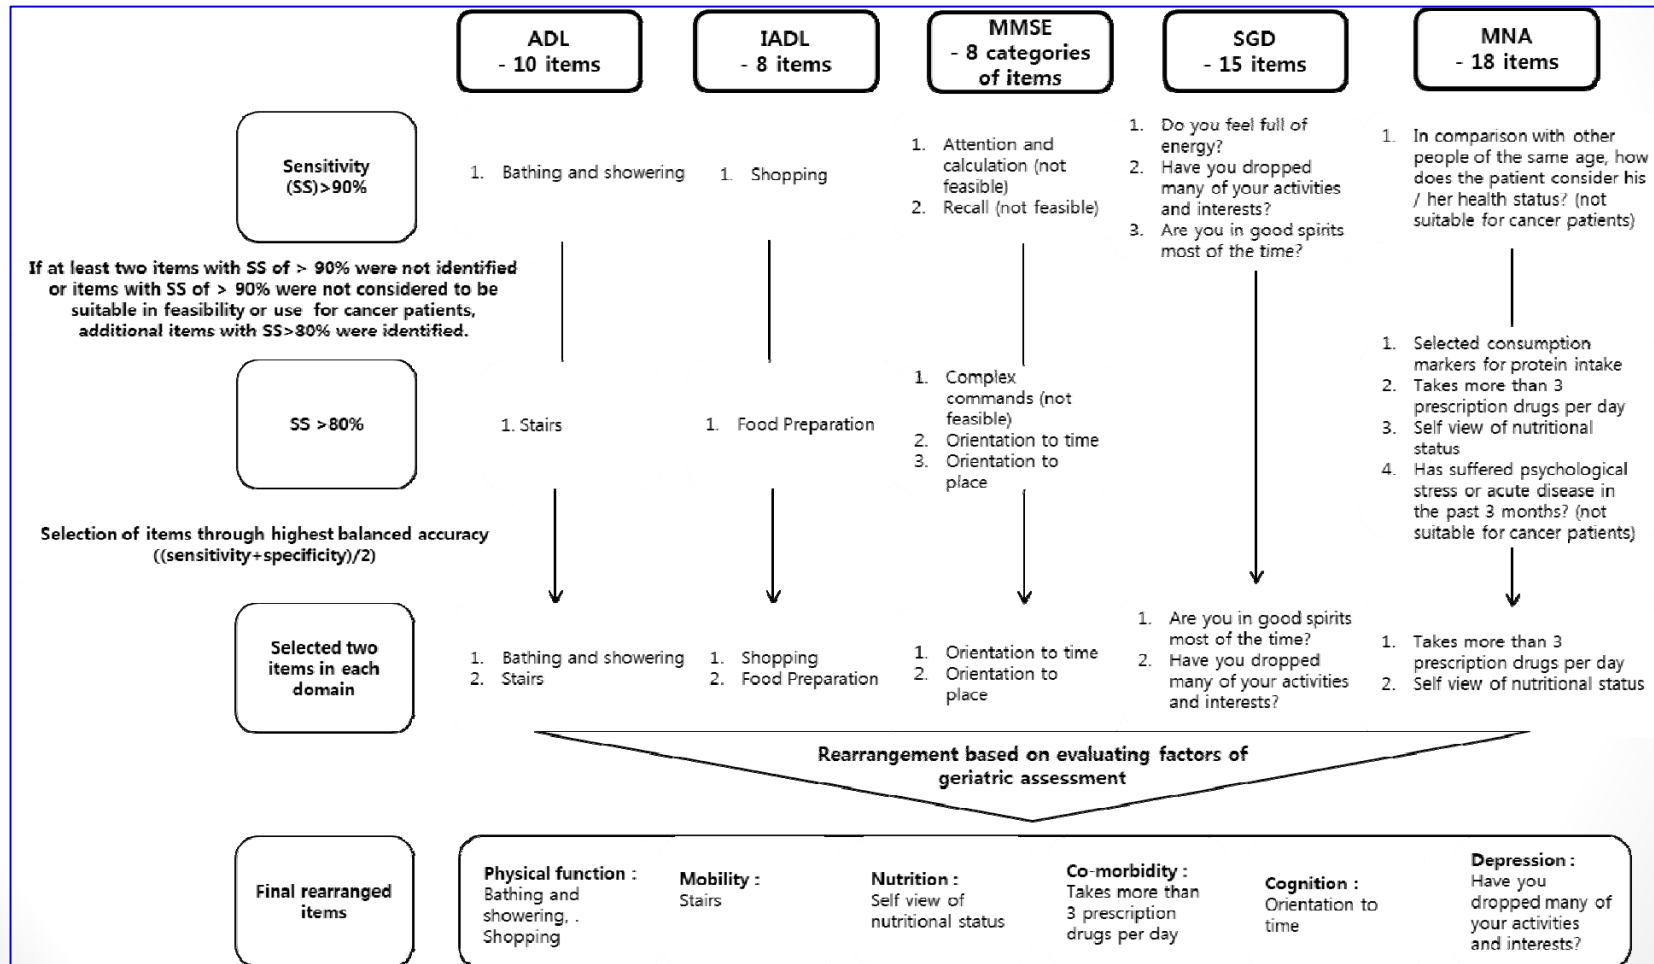 ADL
- 10 items
IADL
- 8 items
MMSE
- 8 categories
of items
SGD
- 15 items
MNA
- 18 items
Sensitivity
(SS)>90%
1. Bathing and showering
1. Shopping
1. Attention and
calculation (not
feasible)
2. Recall (not feasible)
1. Do you feel full of
energy?
2. Have you dropped
many of your activities
and interests?
3. Are you in good spirits
most of the time?
1. In comparison with other
people of the same age, how
does the patient consider his
/ her health status? (not
suitable for cancer patients)
If at least two items with SS of > 90% were not identified
or items with SS of > 90% were not considered to be
suitable in feasibility or use for cancer patients,
additional items with SS>80% were identified.
SS >80%
1. Stairs
1. Food Preparation
1. Complex
commands (not
feasible)
2. Orientation to time
3. Orientation to
place
1. Selected consumption
markers for protein intake
2. Takes more than 3
prescription drugs per day
3. Self view of nutritional
status
4. Has suffered psychological
stress or acute disease in
the past 3 months? (not
suitable for cancer patients)
Selection of items through highest balanced accuracy
((sensitivity+specificity)/2)
Selected two
items in each
domain
1. Bathing and showering
2. Stairs
1. Shopping
2. Food Preparation
1. Orientation to time
2. Orientation to
place
1. Are you in good spirits
most of the time?
2. Have you dropped
many of your activities
and interests?
1. Takes more than 3
prescription drugs per day
2. Self view of nutritional status
Rearrangement based on evaluating factors of
geriatric assessment
Final rearranged
items
Physical function :
Bathing and
showering, .
Shopping
Mobility :
Stairs
Nutrition :
Self view of
nutritional status
Co-morbidity :
Takes more than
3 prescription
drugs per day
Cognition :
Orientation to
time
Depression :
Have you
dropped many of
your activities
and interests?